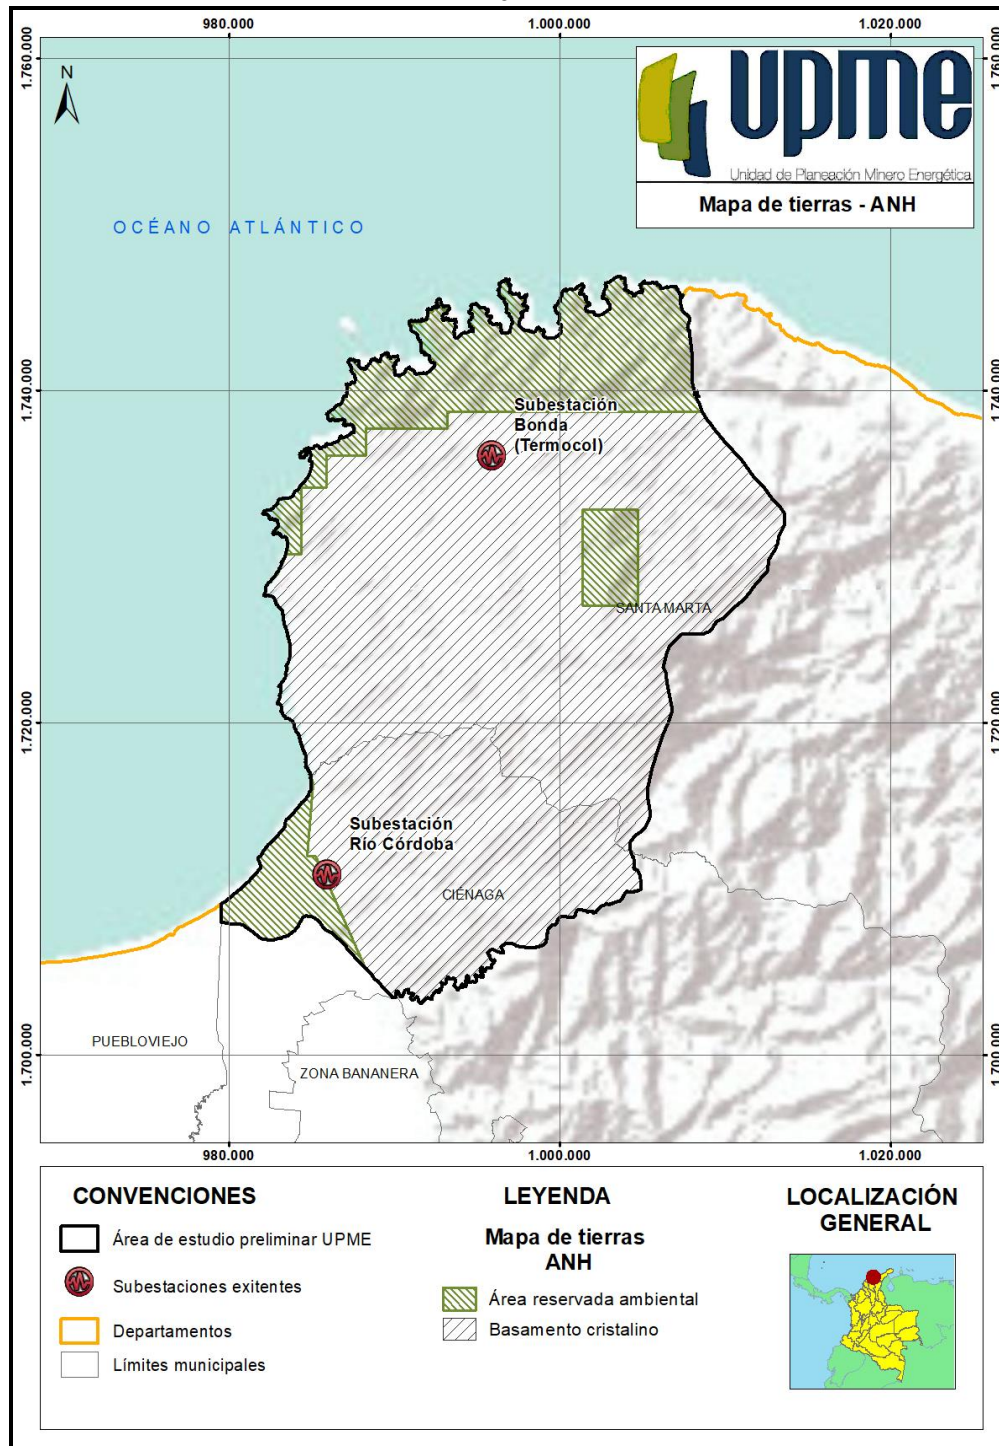 980.000
1.000.000
1.020.000
1.760.000
1.760.000
N
upme
Unidad de Planeación Minero Energética
Mapa de tierras - ANH
OCÉANO ATLÁNTICO
1.740.000
1.740.000
Subestación
Bonda
(Termocol)
SANTA MARTA
1.720.000
1.720.000
Subestación
Río Córdoba
CIÉNAGA
1.700.000
1.700.000
PUEBLOVIEJO
ZONA BANANERA
980.000
1.000.000
1.020.000
CONVENCIONES
Área de estudio preliminar UPME
Subestaciones exitentes
Departamentos
Límites municipales
LEYENDA
Mapa de tierras
ANH
Área reservada ambiental
Basamento cristalino
LOCALIZACIÓN
GENERAL